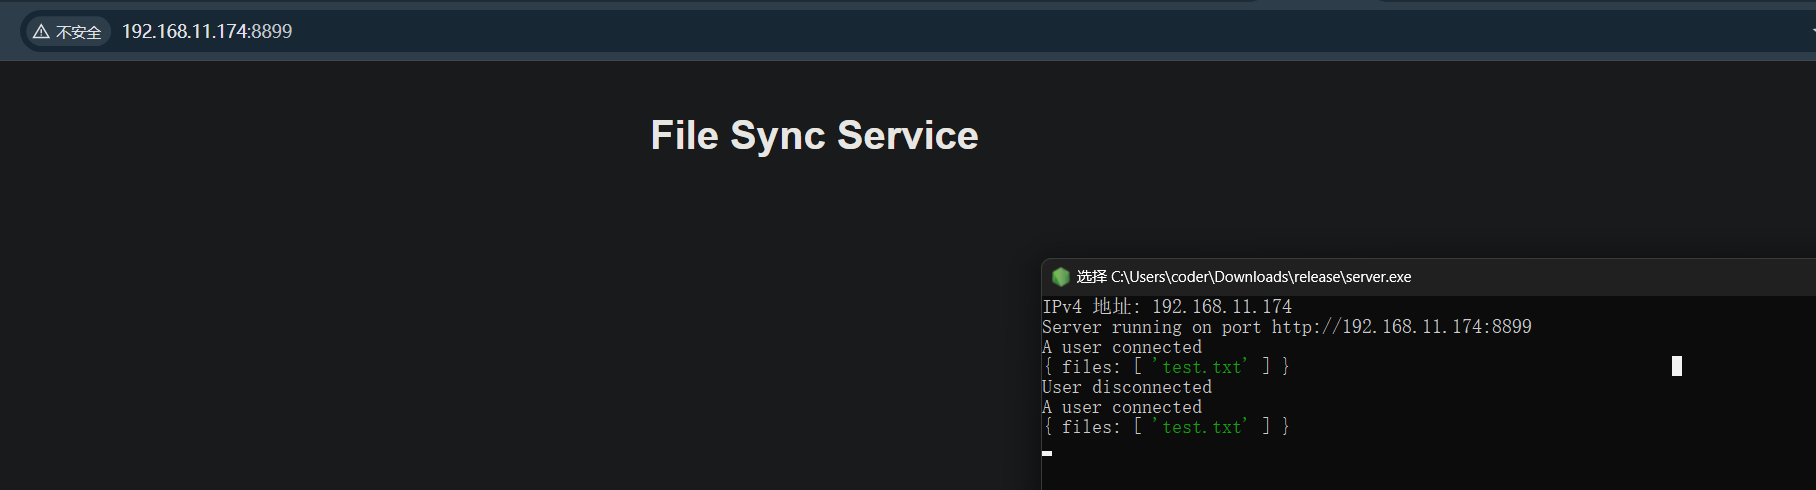 不安全 192.168.11.174:8899
File Sync Service
选择 C:\Users\coder\Downloads\release\server.exe
IPv4 地址: 192.168.11.174
Server running on port http://192.168.11.174:8899
A user connected
{ files: [ 'test.txt' ] }
User disconnected
A user connected
{ files: [ 'test.txt' ] }